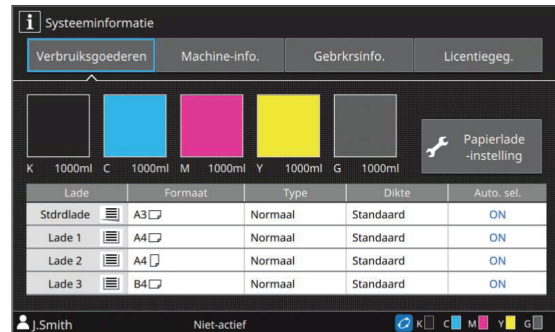 i Systeeminformatie
Verbruiksgoederen Machine-info. Gebrkrsinfo. Licentiegeg.
K 1000ml C 1000ml M 1000ml Y 1000ml G 1000ml
Papierlade
-instelling
Lade Formaat Type Dikte Auto. sel.
Stdrdlade A3 Normaal Standaard ON
Lade 1 A4 Normaal Standaard ON
Lade 2 A4 Normaal Standaard ON
Lade 3 B4 Normaal Standaard ON
J.Smith Niet-actief K C M Y G